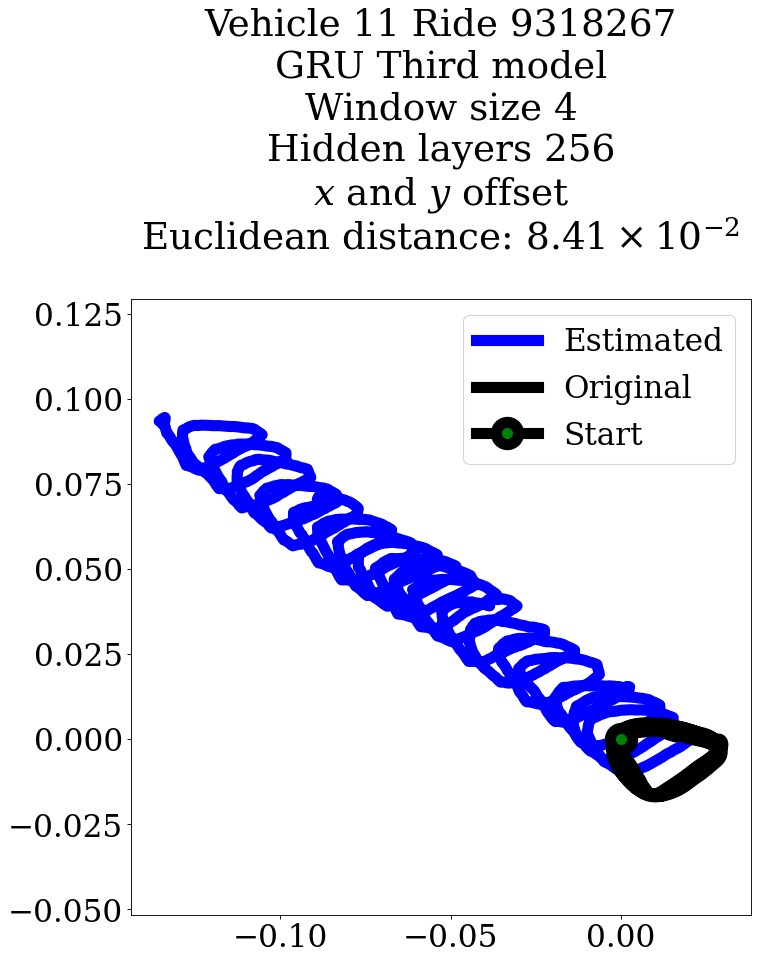 Vehicle 11 Ride 9318267
GRU Third model
Window size 4
Hidden layers 256
x and y offset
Euclidean distance: 8.41 × 10⁻²
Estimated
Original
Start
0.125
0.100
0.075
0.050
0.025
0.000
−0.025
−0.050
−0.10 −0.05 0.00